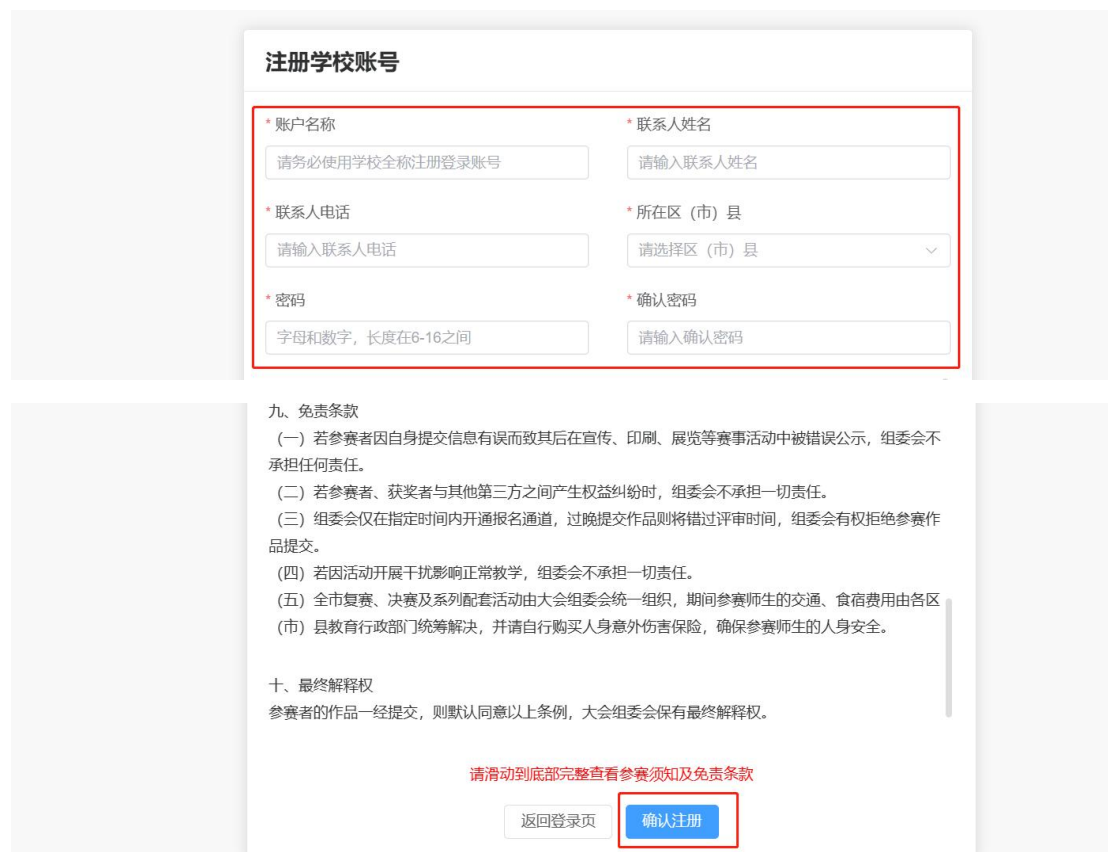 注册学校账号
* 账户名称
* 联系人姓名
请务必使用学校全称注册登录账号
请输入联系人姓名
* 联系人电话
* 所在区（市）县
请输入联系人电话
请选择区（市）县
* 密码
* 确认密码
字母和数字，长度在6-16之间
请输入确认密码
九、免责条款
（一）若参赛者因自身提交信息有误而致其后在宣传、印刷、展览等赛事活动中被错误公示，组委会不
承担任何责任。
（二）若参赛者、获奖者与其他第三方之间产生权益纠纷时，组委会不承担一切责任。
（三）组委会仅在指定时间内开通报名通道，过晚提交作品则将错过评审时间，组委会有权拒绝参赛作
品提交。
（四）若因活动开展干扰影响正常教学，组委会不承担一切责任。
（五）全市复赛、决赛及系列配套活动由大会组委会统一组织，期间参赛师生的交通、食宿费用由各区
（市）县教育行政部门统筹解决，并请自行购买人身意外伤害保险，确保参赛师生的人身安全。
十、最终解释权
参赛者的作品一经提交，则默认同意以上条例，大会组委会保有最终解释权。
请滑动到底部完整查看参赛须知及免责条款
返回登录页
确认注册